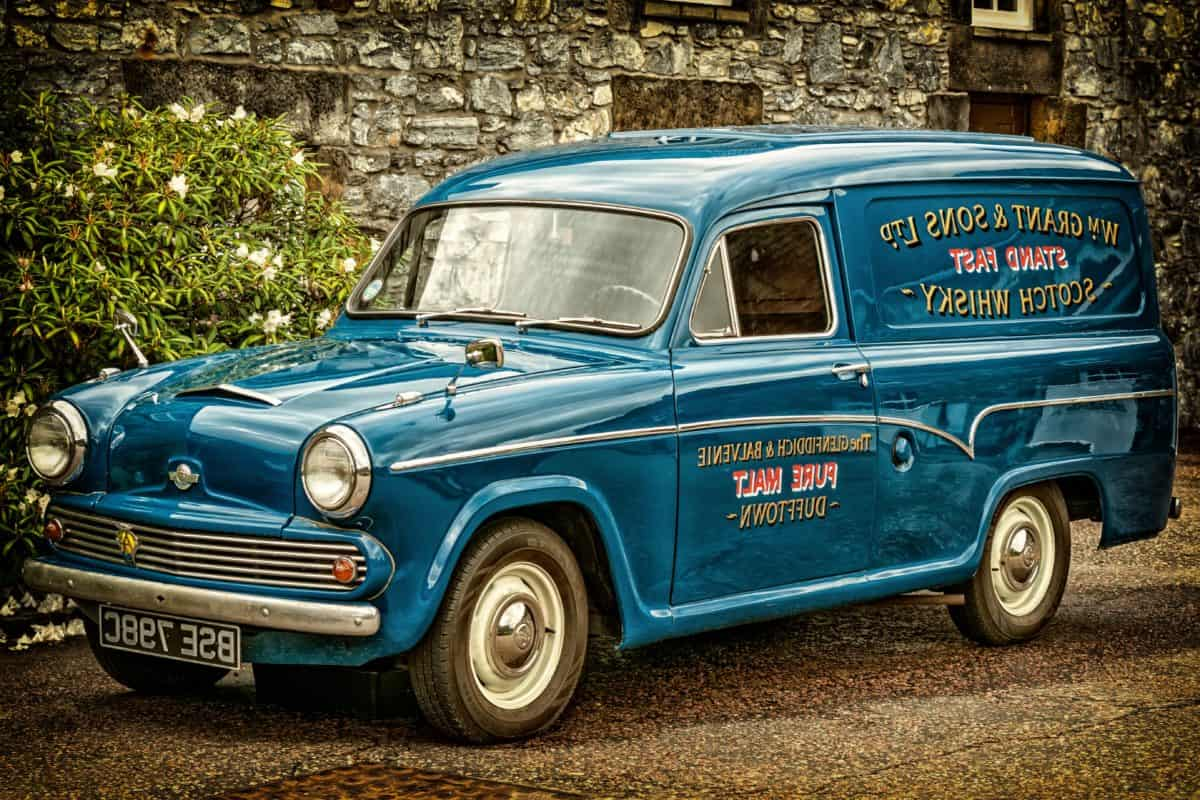 WM GRANT & SONS LTD
STAND FAST
~ SCOTCH WHISKY ~
The GLENFIDDICH & BALVENIE
PURE MALT
~ DUFFTOWN ~
BSE 798C